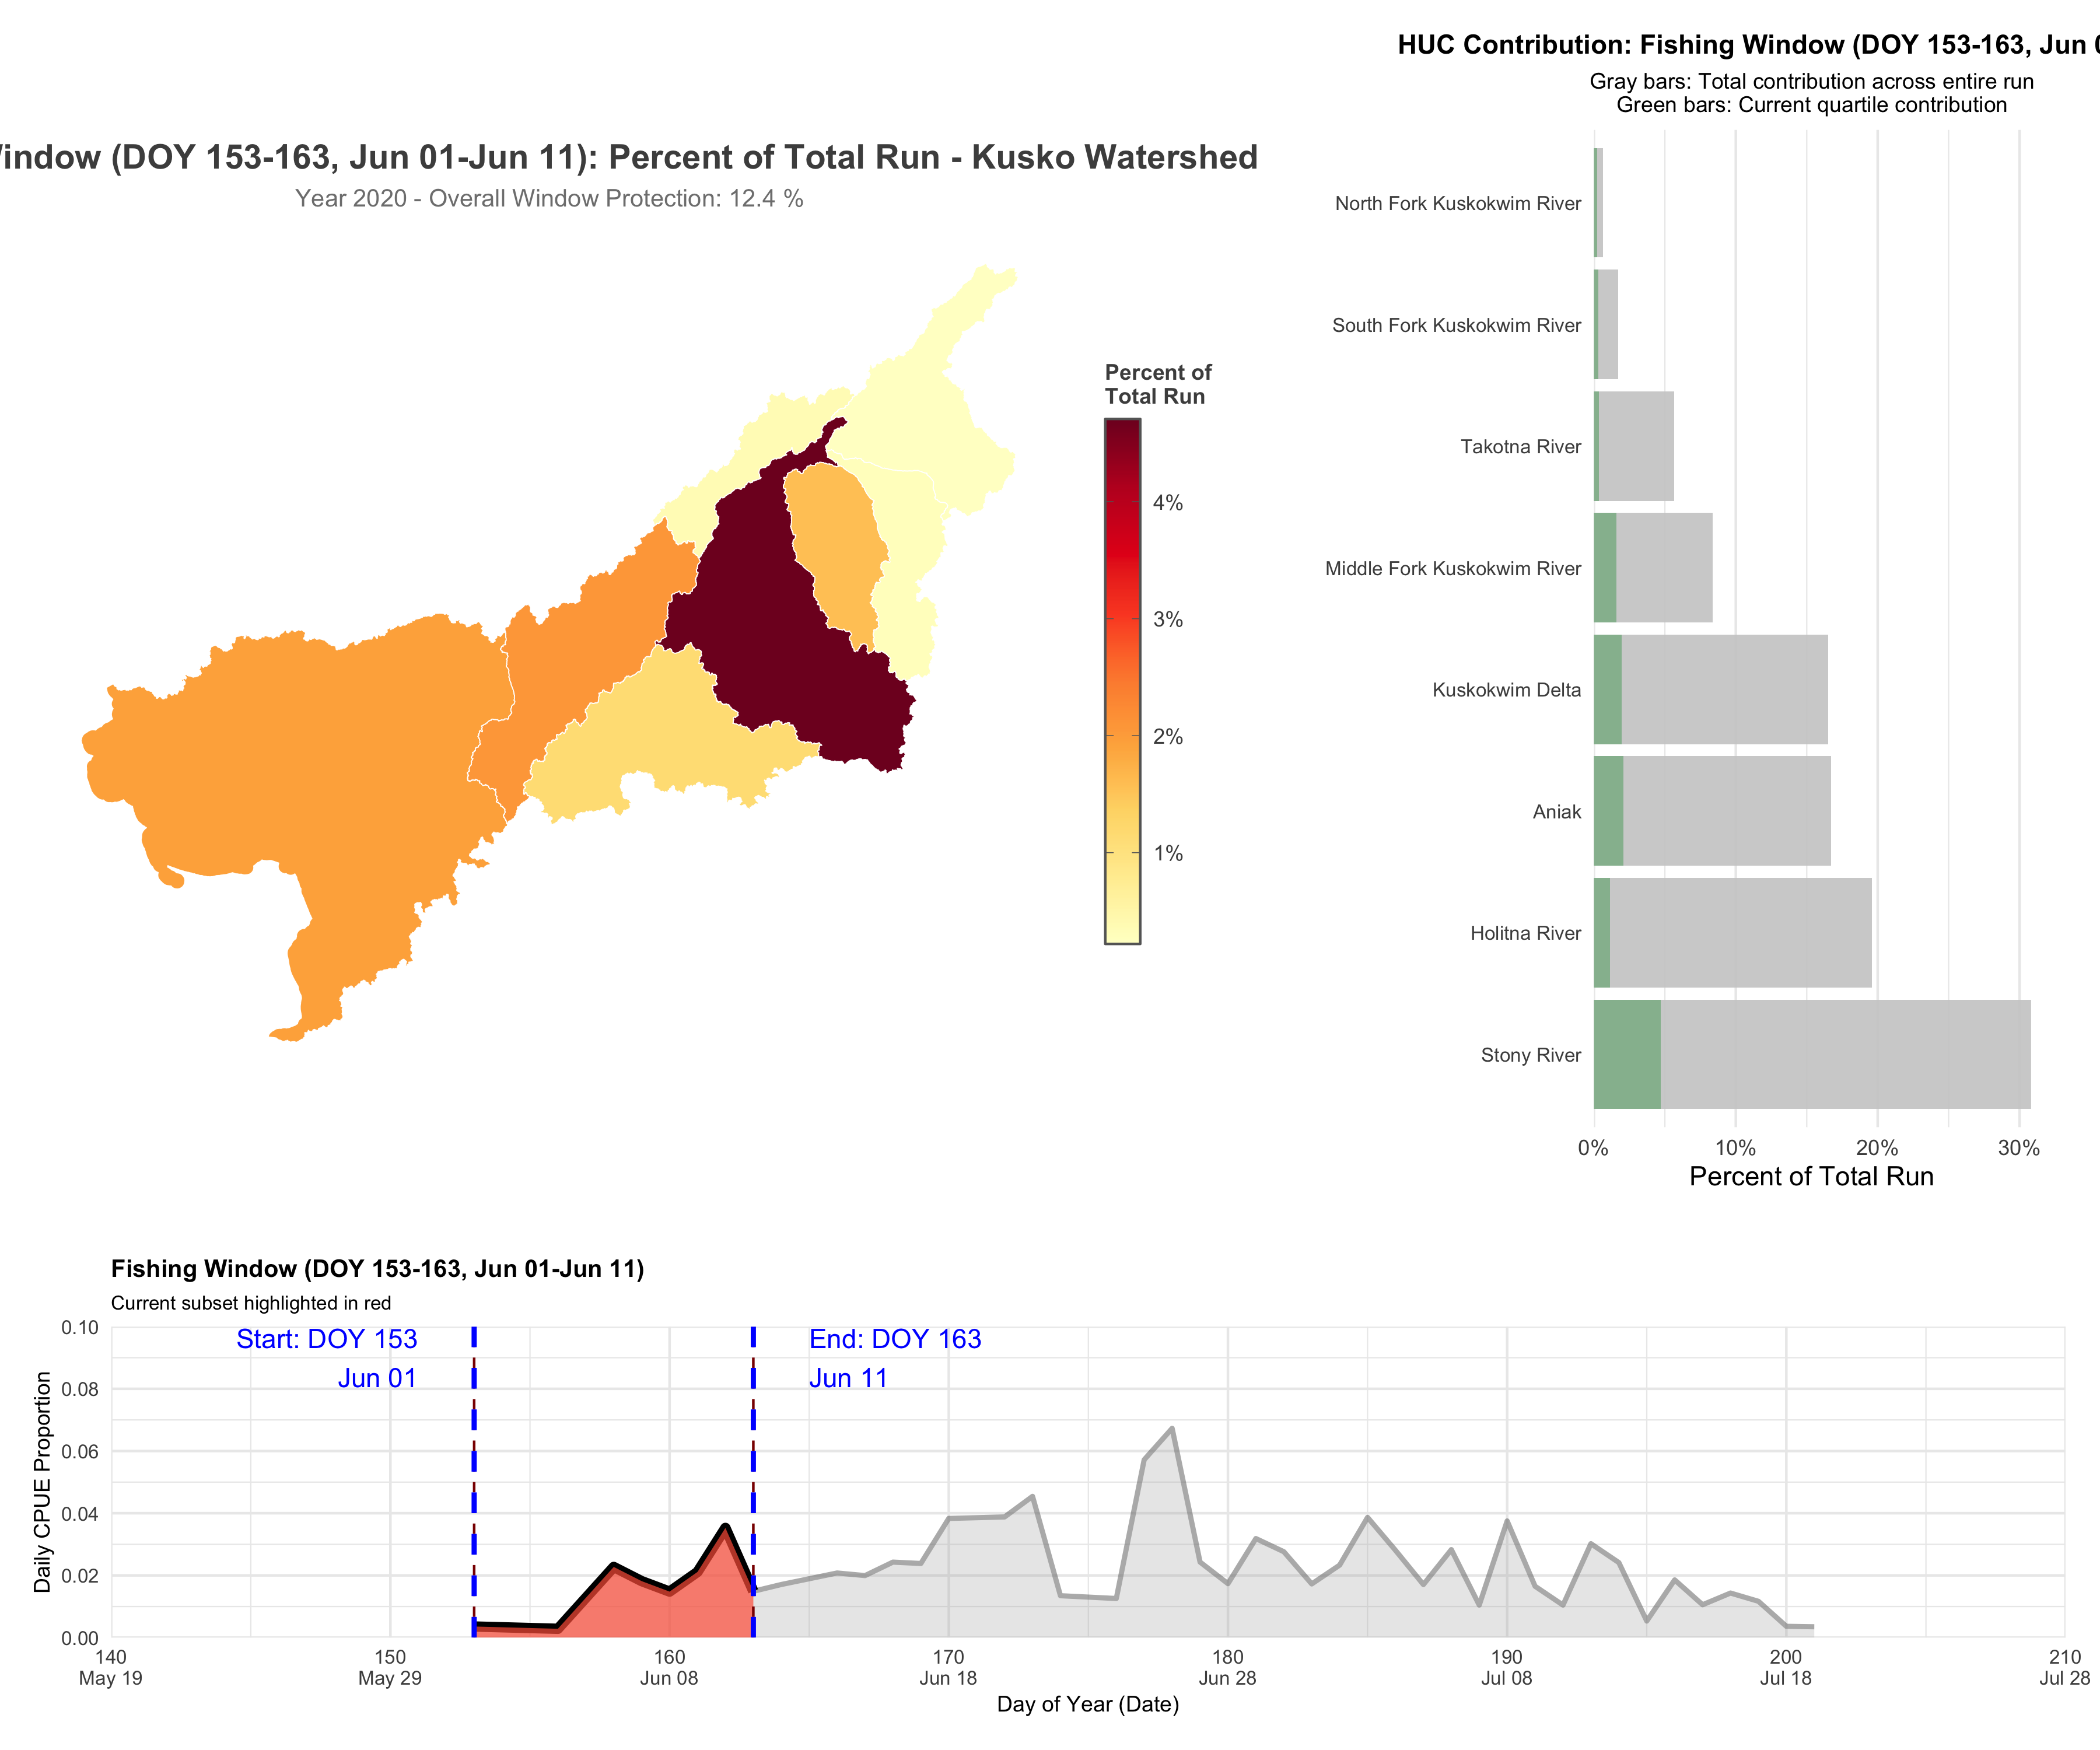 indow (DOY 153-163, Jun 01-Jun 11): Percent of Total Run - Kusko Watershed
Year 2020 - Overall Window Protection: 12.4 %
Percent of
Total Run
4%
3%
2%
1%
HUC Contribution: Fishing Window (DOY 153-163, Jun 0
Gray bars: Total contribution across entire run
Green bars: Current quartile contribution
North Fork Kuskokwim River
South Fork Kuskokwim River
Takotna River
Middle Fork Kuskokwim River
Kuskokwim Delta
Aniak
Holitna River
Stony River
0% 10% 20% 30%
Percent of Total Run
Fishing Window (DOY 153-163, Jun 01-Jun 11)
Current subset highlighted in red
Start: DOY 153
Jun 01
End: DOY 163
Jun 11
Daily CPUE Proportion
0.10
0.08
0.06
0.04
0.02
0.00
140 150 160 170 180 190 200 210
May 19 May 29 Jun 08 Jun 18 Jun 28 Jul 08 Jul 18 Jul 28
Day of Year (Date)